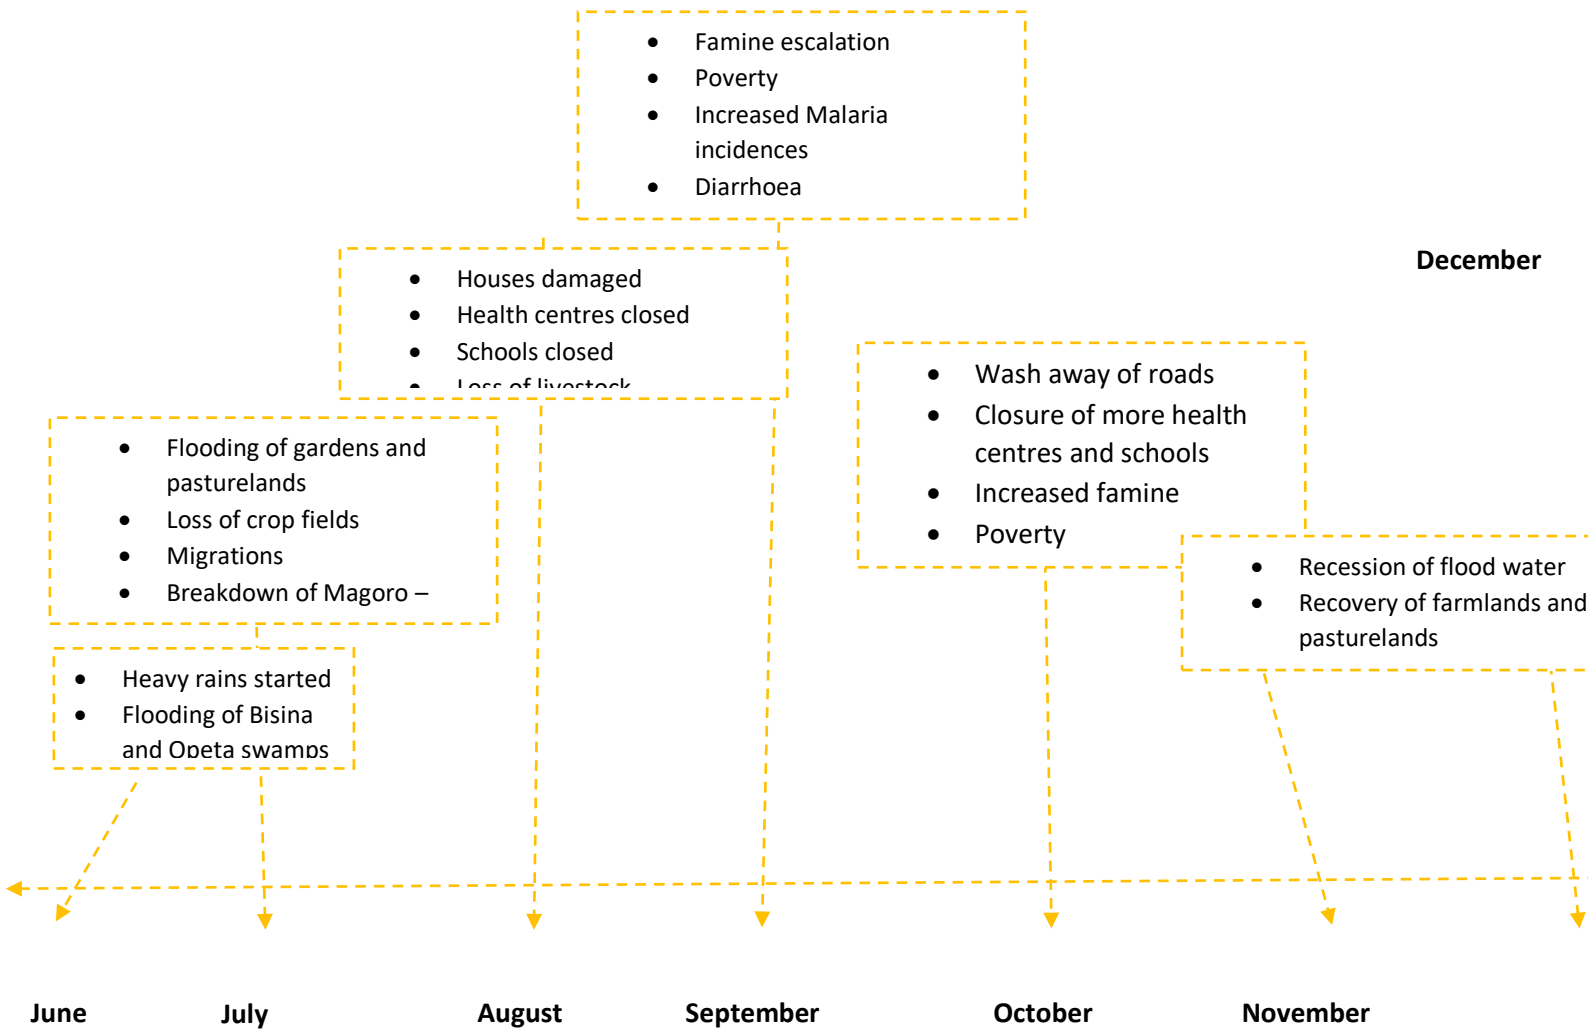 • Famine escalation
• Poverty
• Increased Malaria
incidences
• Diarrhoea
December
• Houses damaged
• Health centres closed
• Schools closed
• Loss of livestock
• Wash away of roads
• Closure of more health
centres and schools
• Increased famine
• Poverty
• Flooding of gardens and
pasturelands
• Loss of crop fields
• Migrations
• Breakdown of Magoro –
• Recession of flood water
• Recovery of farmlands and
pasturelands
• Heavy rains started
• Flooding of Bisina
and Opeta swamps
June July August September October November